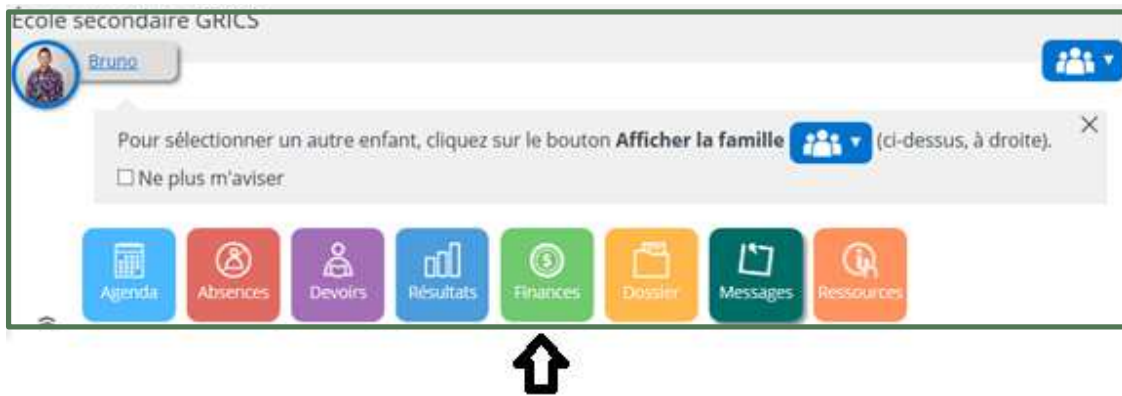 École secondaire GRICS
Bruno
Pour sélectionner un autre enfant, cliquez sur le bouton Afficher la famille (ci-dessus, à droite).
Ne plus m'aviser
Agenda Absences Devoirs Résultats Finances Dossier Messages Ressources